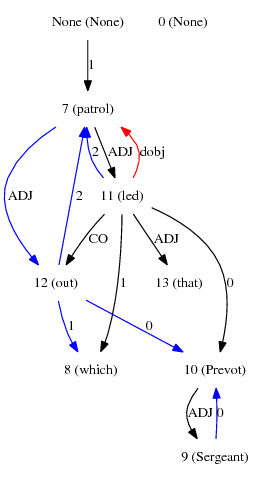 None (None) 0 (None)
1
7 (patrol)
2 ADJ dobj
ADJ 2 11 (led)
CO ADJ
12 (out) 1 13 (that) 0
1 0
8 (which) 10 (Prevot)
ADJ 0
9 (Sergeant)